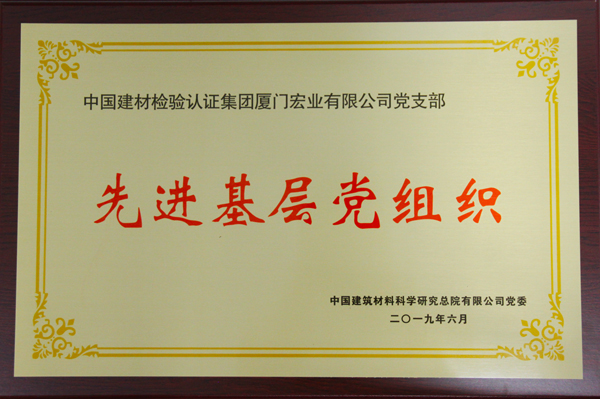 中国建材检验认证集团厦门宏业有限公司党支部
先进基层党组织
中国建筑材料科学研究总院有限公司党委
二〇一九年六月